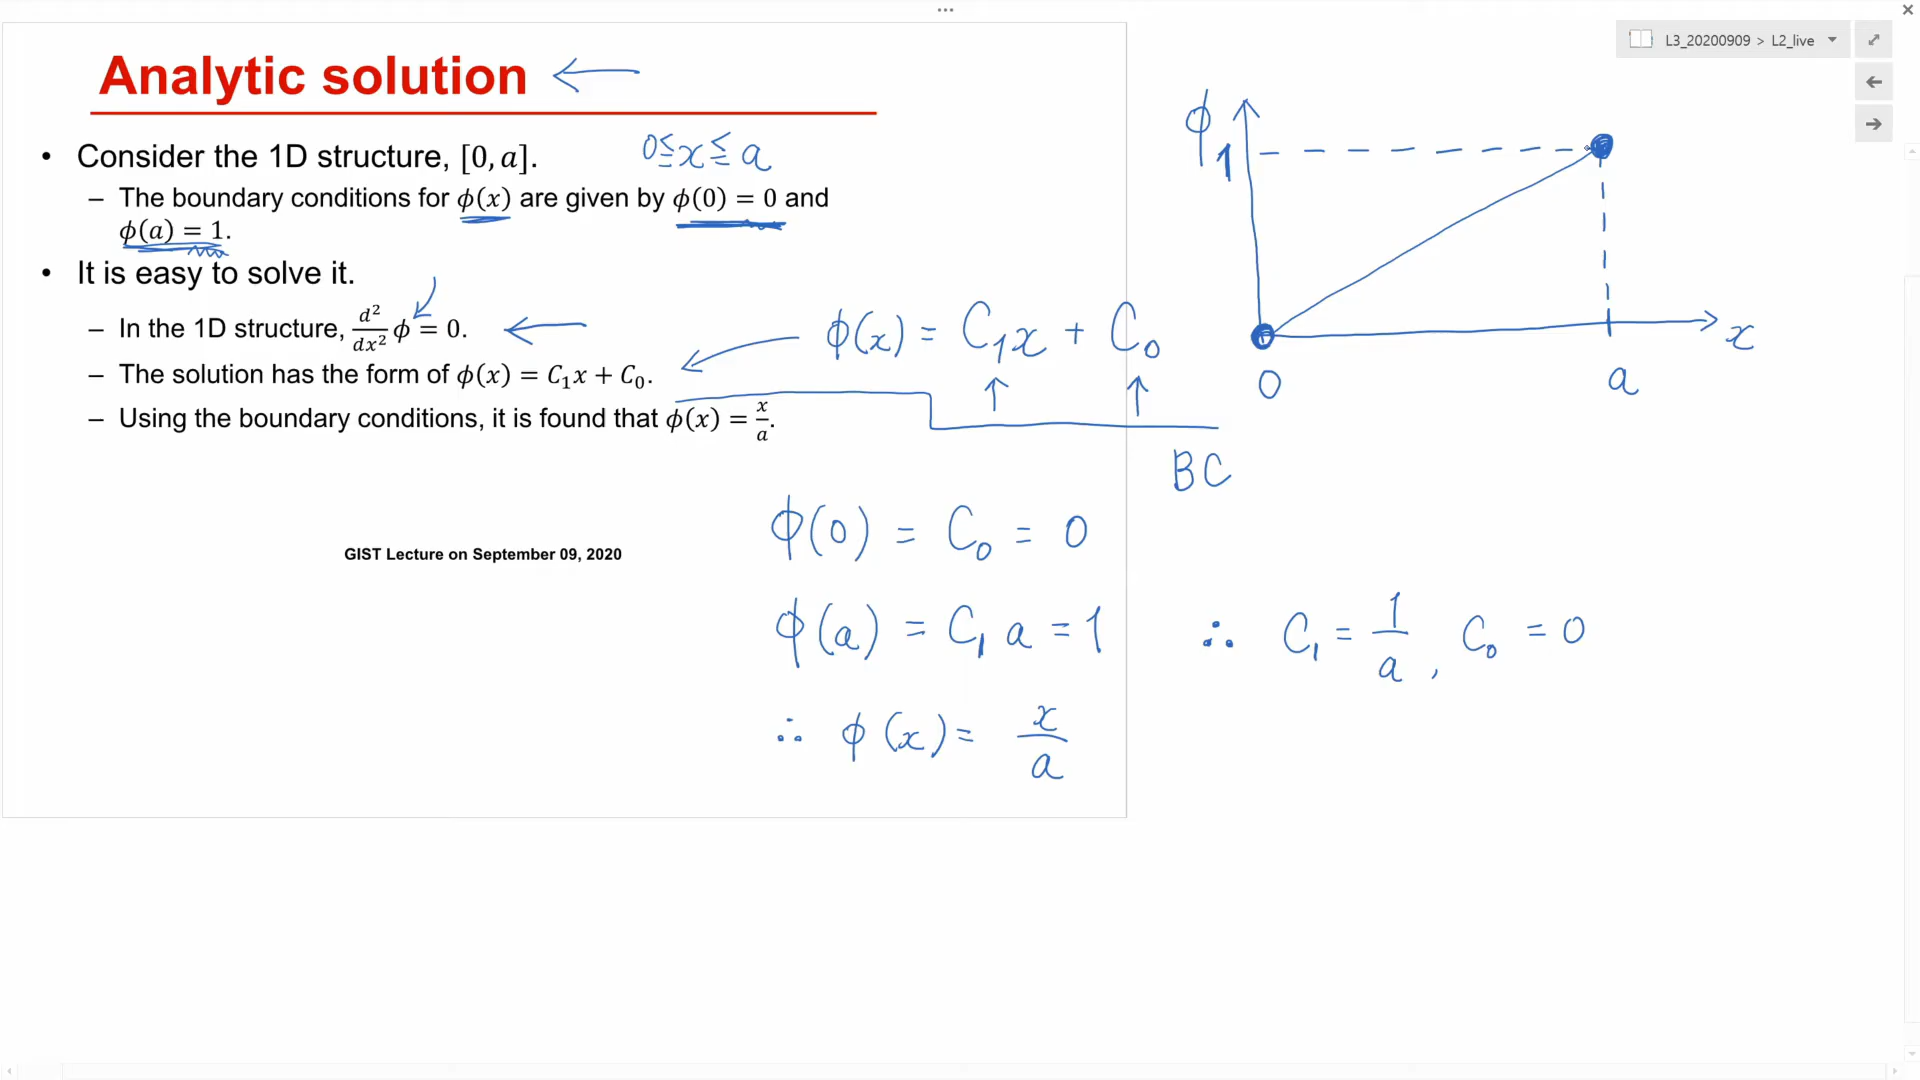 L3_20200909 > L2_live
Analytic solution ←
• Consider the 1D structure, [0, a]. 0 ≤ x ≤ a
– The boundary conditions for ϕ(x) are given by ϕ(0) = 0 and
ϕ(a) = 1.
• It is easy to solve it.
– In the 1D structure, d²/dx² ϕ = 0. ←
– The solution has the form of ϕ(x) = C₁x + C₀.
– Using the boundary conditions, it is found that ϕ(x) = x/a.
GIST Lecture on September 09, 2020
ϕ(x) = C₁x + C₀
↑ ↑
BC
ϕ(0) = C₀ = 0
ϕ(a) = C₁ a = 1 ∴ C₁ = 1/a, C₀ = 0
∴ ϕ(x) = x/a
ϕ
1
x
0 a